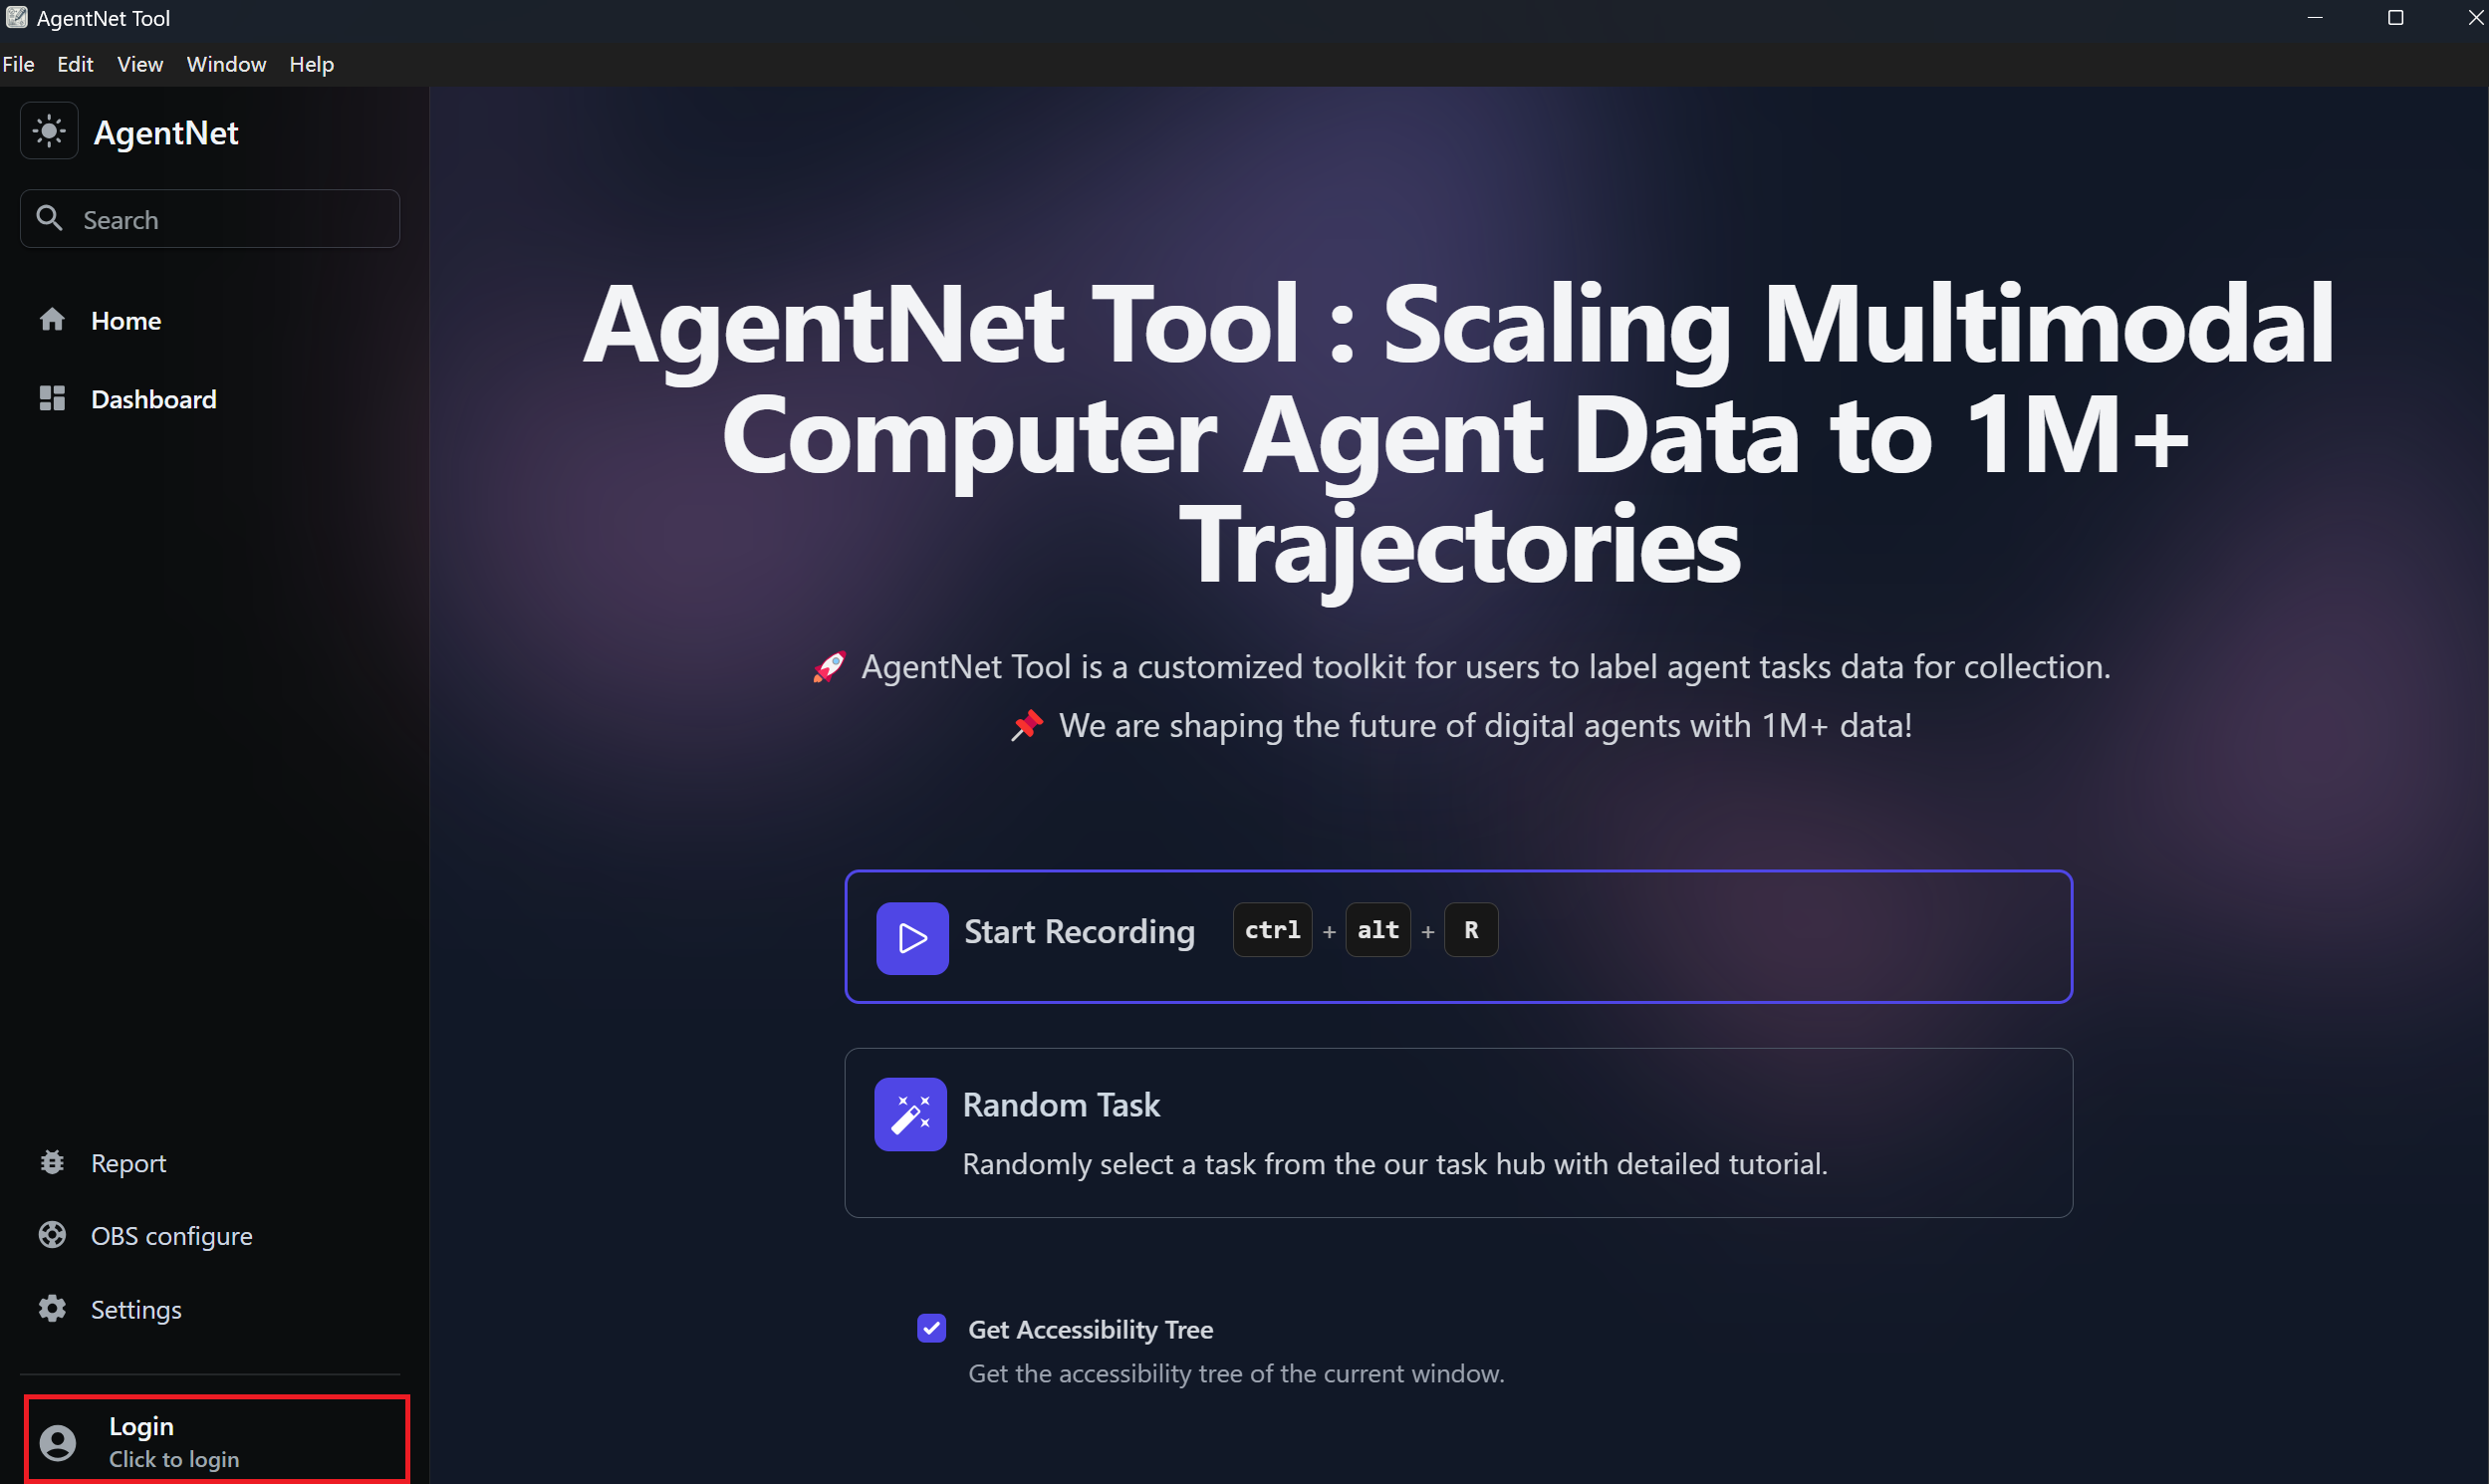 AgentNet Tool
File Edit View Window Help
AgentNet
Search
Home
Dashboard
Report
OBS configure
Settings
Login
Click to login
AgentNet Tool : Scaling Multimodal
Computer Agent Data to 1M+
Trajectories
🚀 AgentNet Tool is a customized toolkit for users to label agent tasks data for collection.
📌 We are shaping the future of digital agents with 1M+ data!
Start Recording ctrl + alt + R
Random Task
Randomly select a task from the our task hub with detailed tutorial.
Get Accessibility Tree
Get the accessibility tree of the current window.